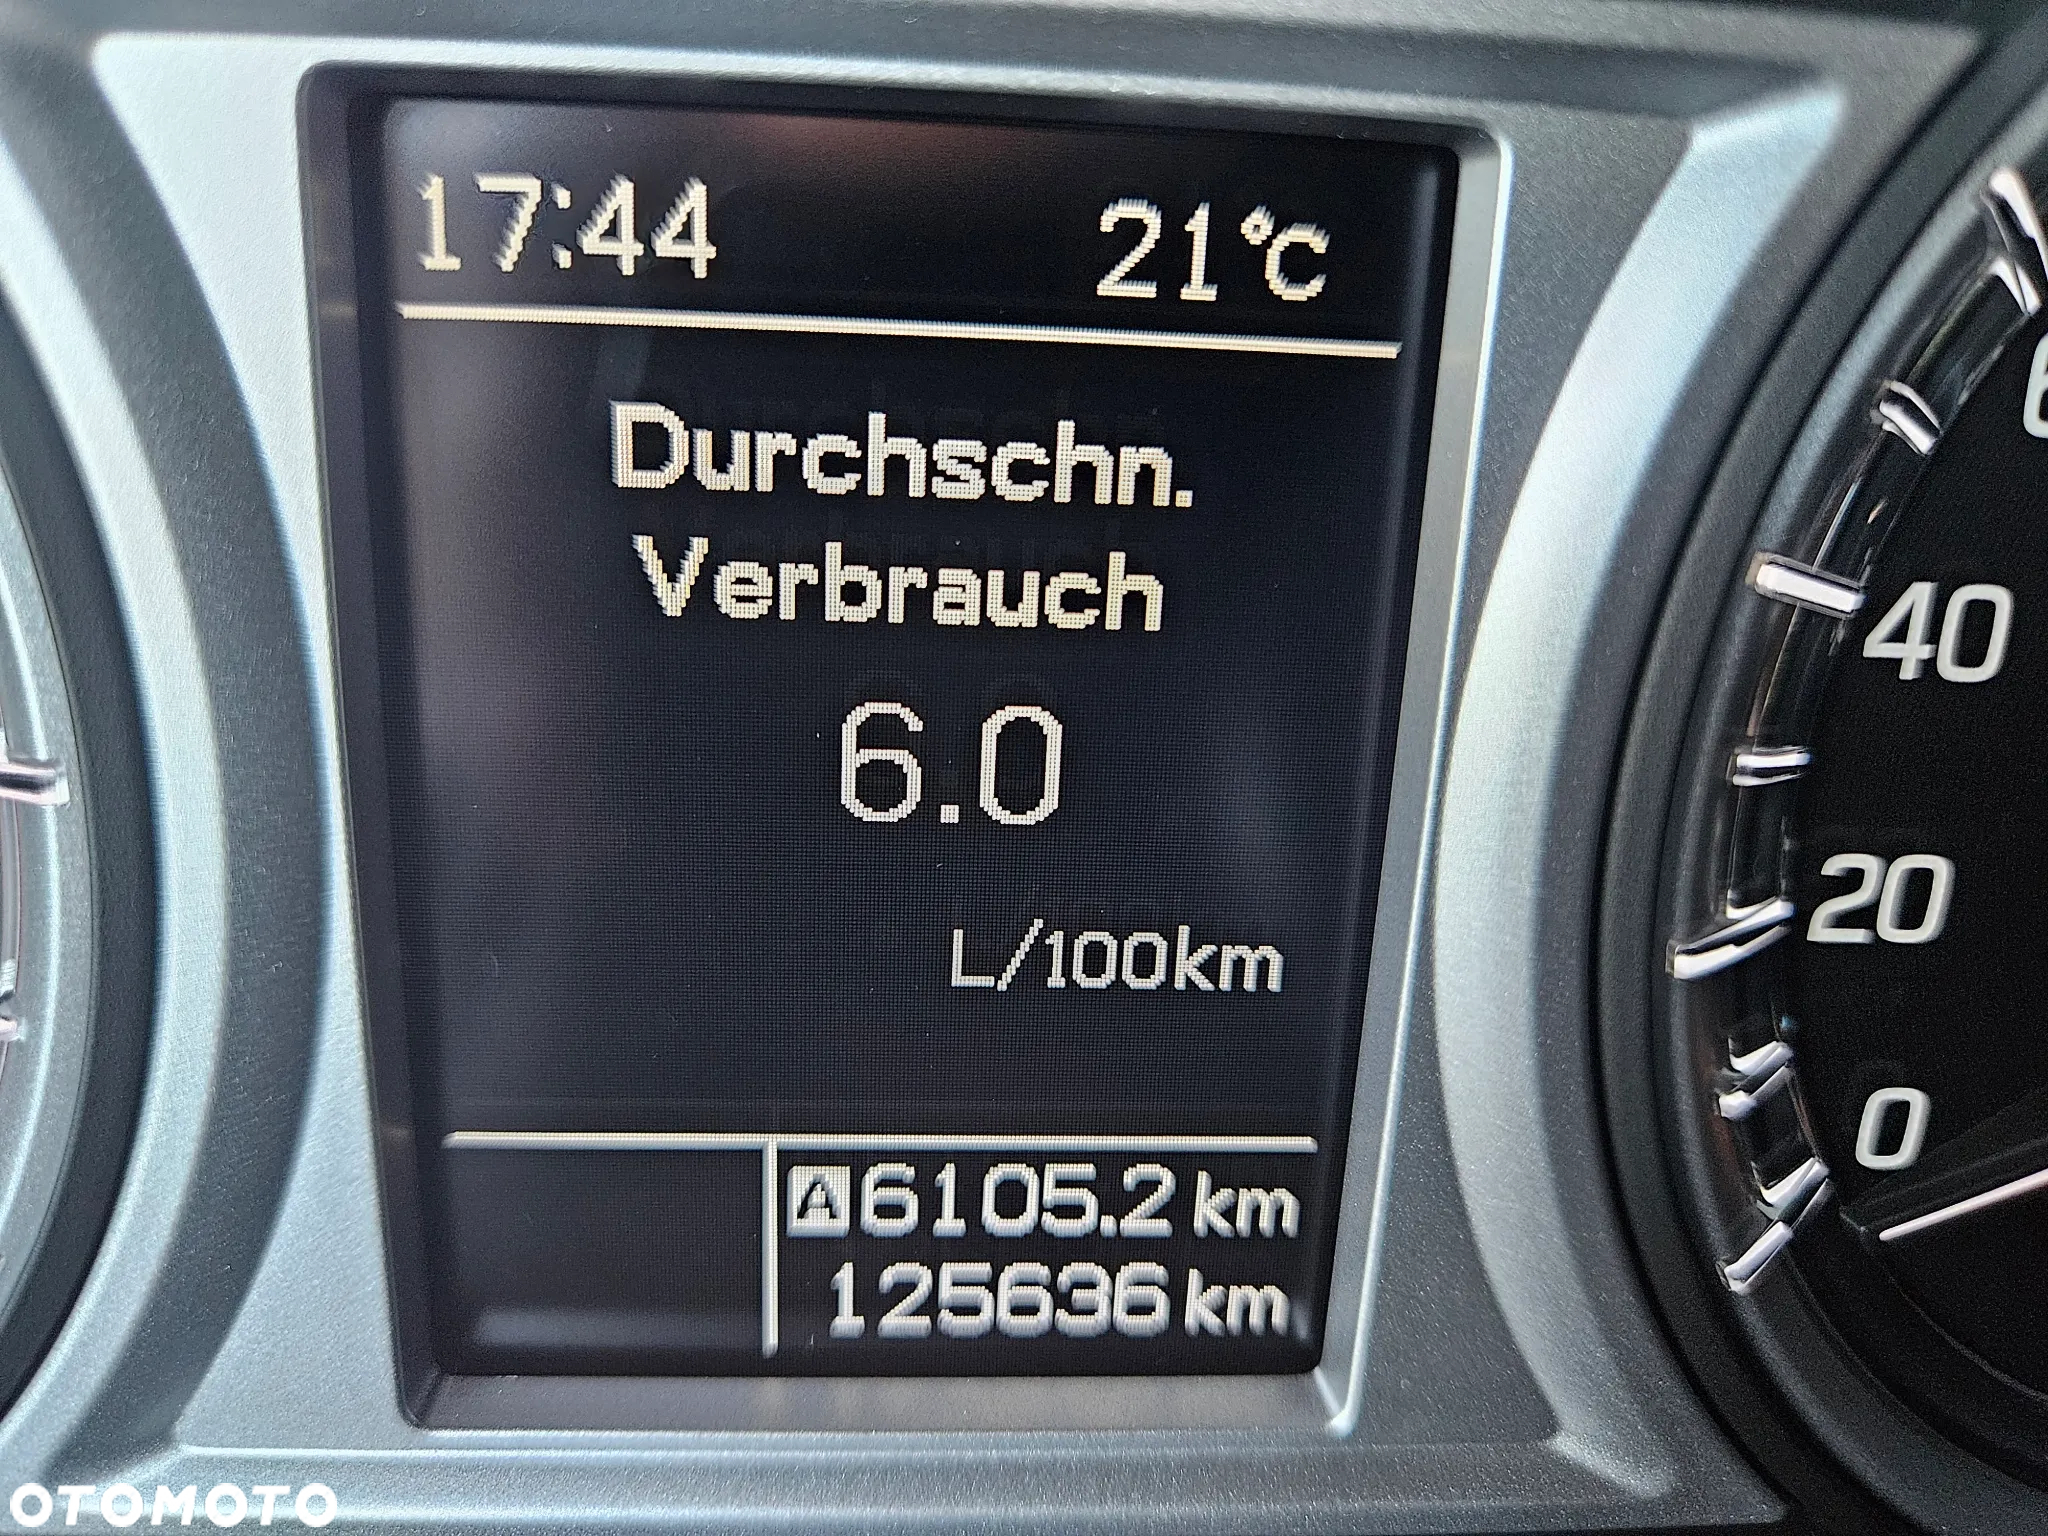 17:44 21°C
Durchschn.
Verbrauch
6.0
L/100km
A 6105.2 km
125636 km
40
20
0
OTOMOTO